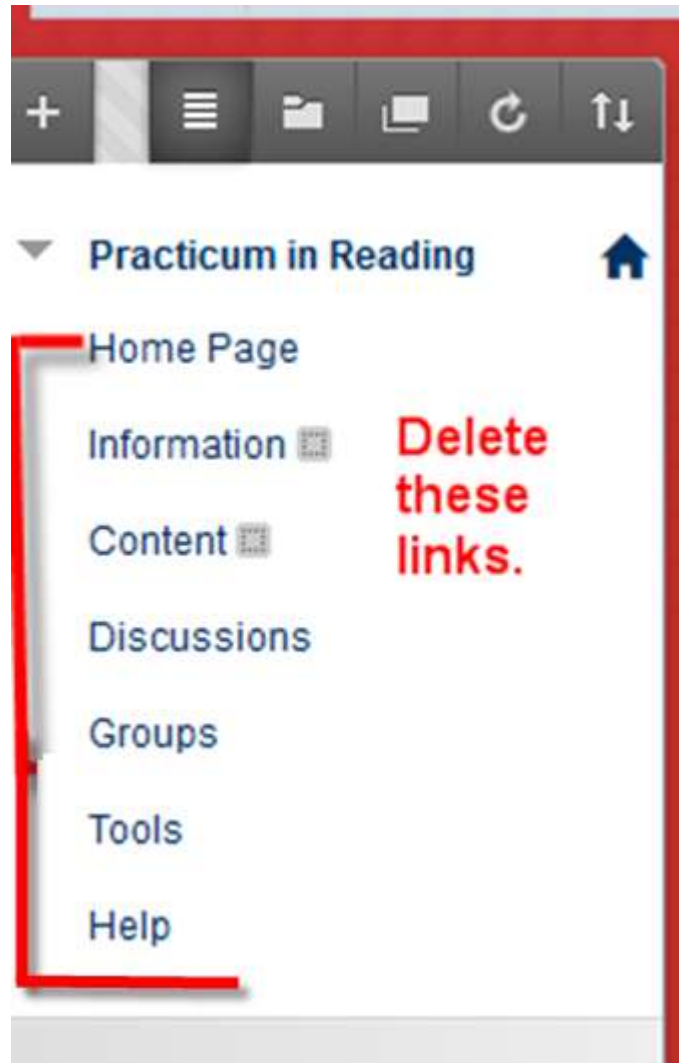 Practicum in Reading
Home Page
Information
Content
Discussions
Groups
Tools
Help
Delete
these
links.